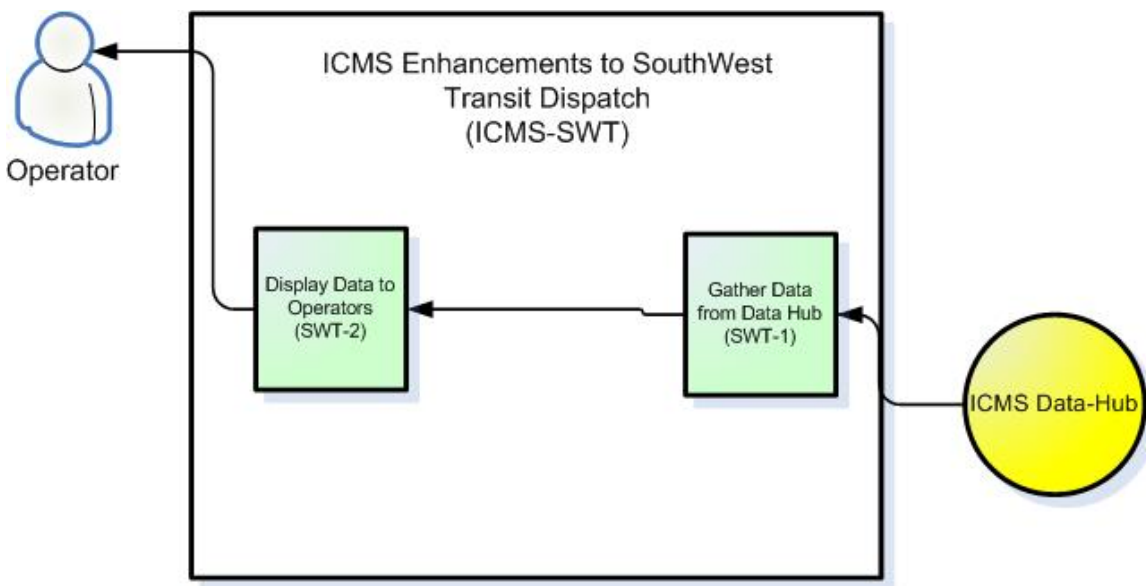 ICMS Enhancements to SouthWest
Transit Dispatch
(ICMS-SWT)
Operator
Display Data to
Operators
(SWT-2)
Gather Data
from Data Hub
(SWT-1)
ICMS Data-Hub